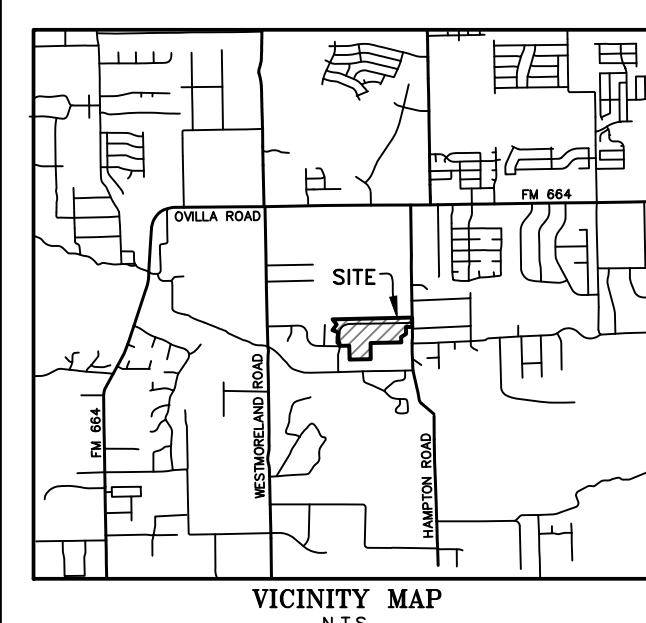 FM 664
OVILLA ROAD
SITE
WESTMORELAND ROAD
FM 664
HAMPTON ROAD
VICINITY MAP
N.T.S.